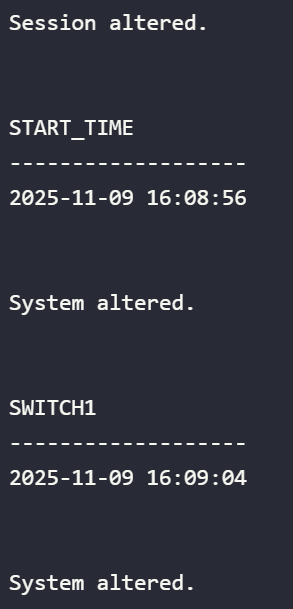 Session altered.
START_TIME
-------------------
2025-11-09 16:08:56
System altered.
SWITCH1
-------------------
2025-11-09 16:09:04
System altered.